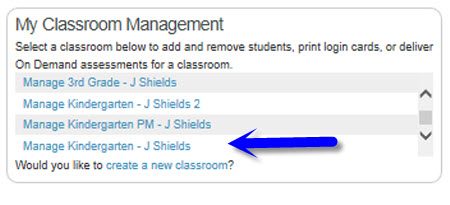 My Classroom Management
Select a classroom below to add and remove students, print login cards, or deliver
On Demand assessments for a classroom.
Manage 3rd Grade - J Shields
Manage Kindergarten - J Shields 2
Manage Kindergarten PM - J Shields
Manage Kindergarten - J Shields
Would you like to create a new classroom?